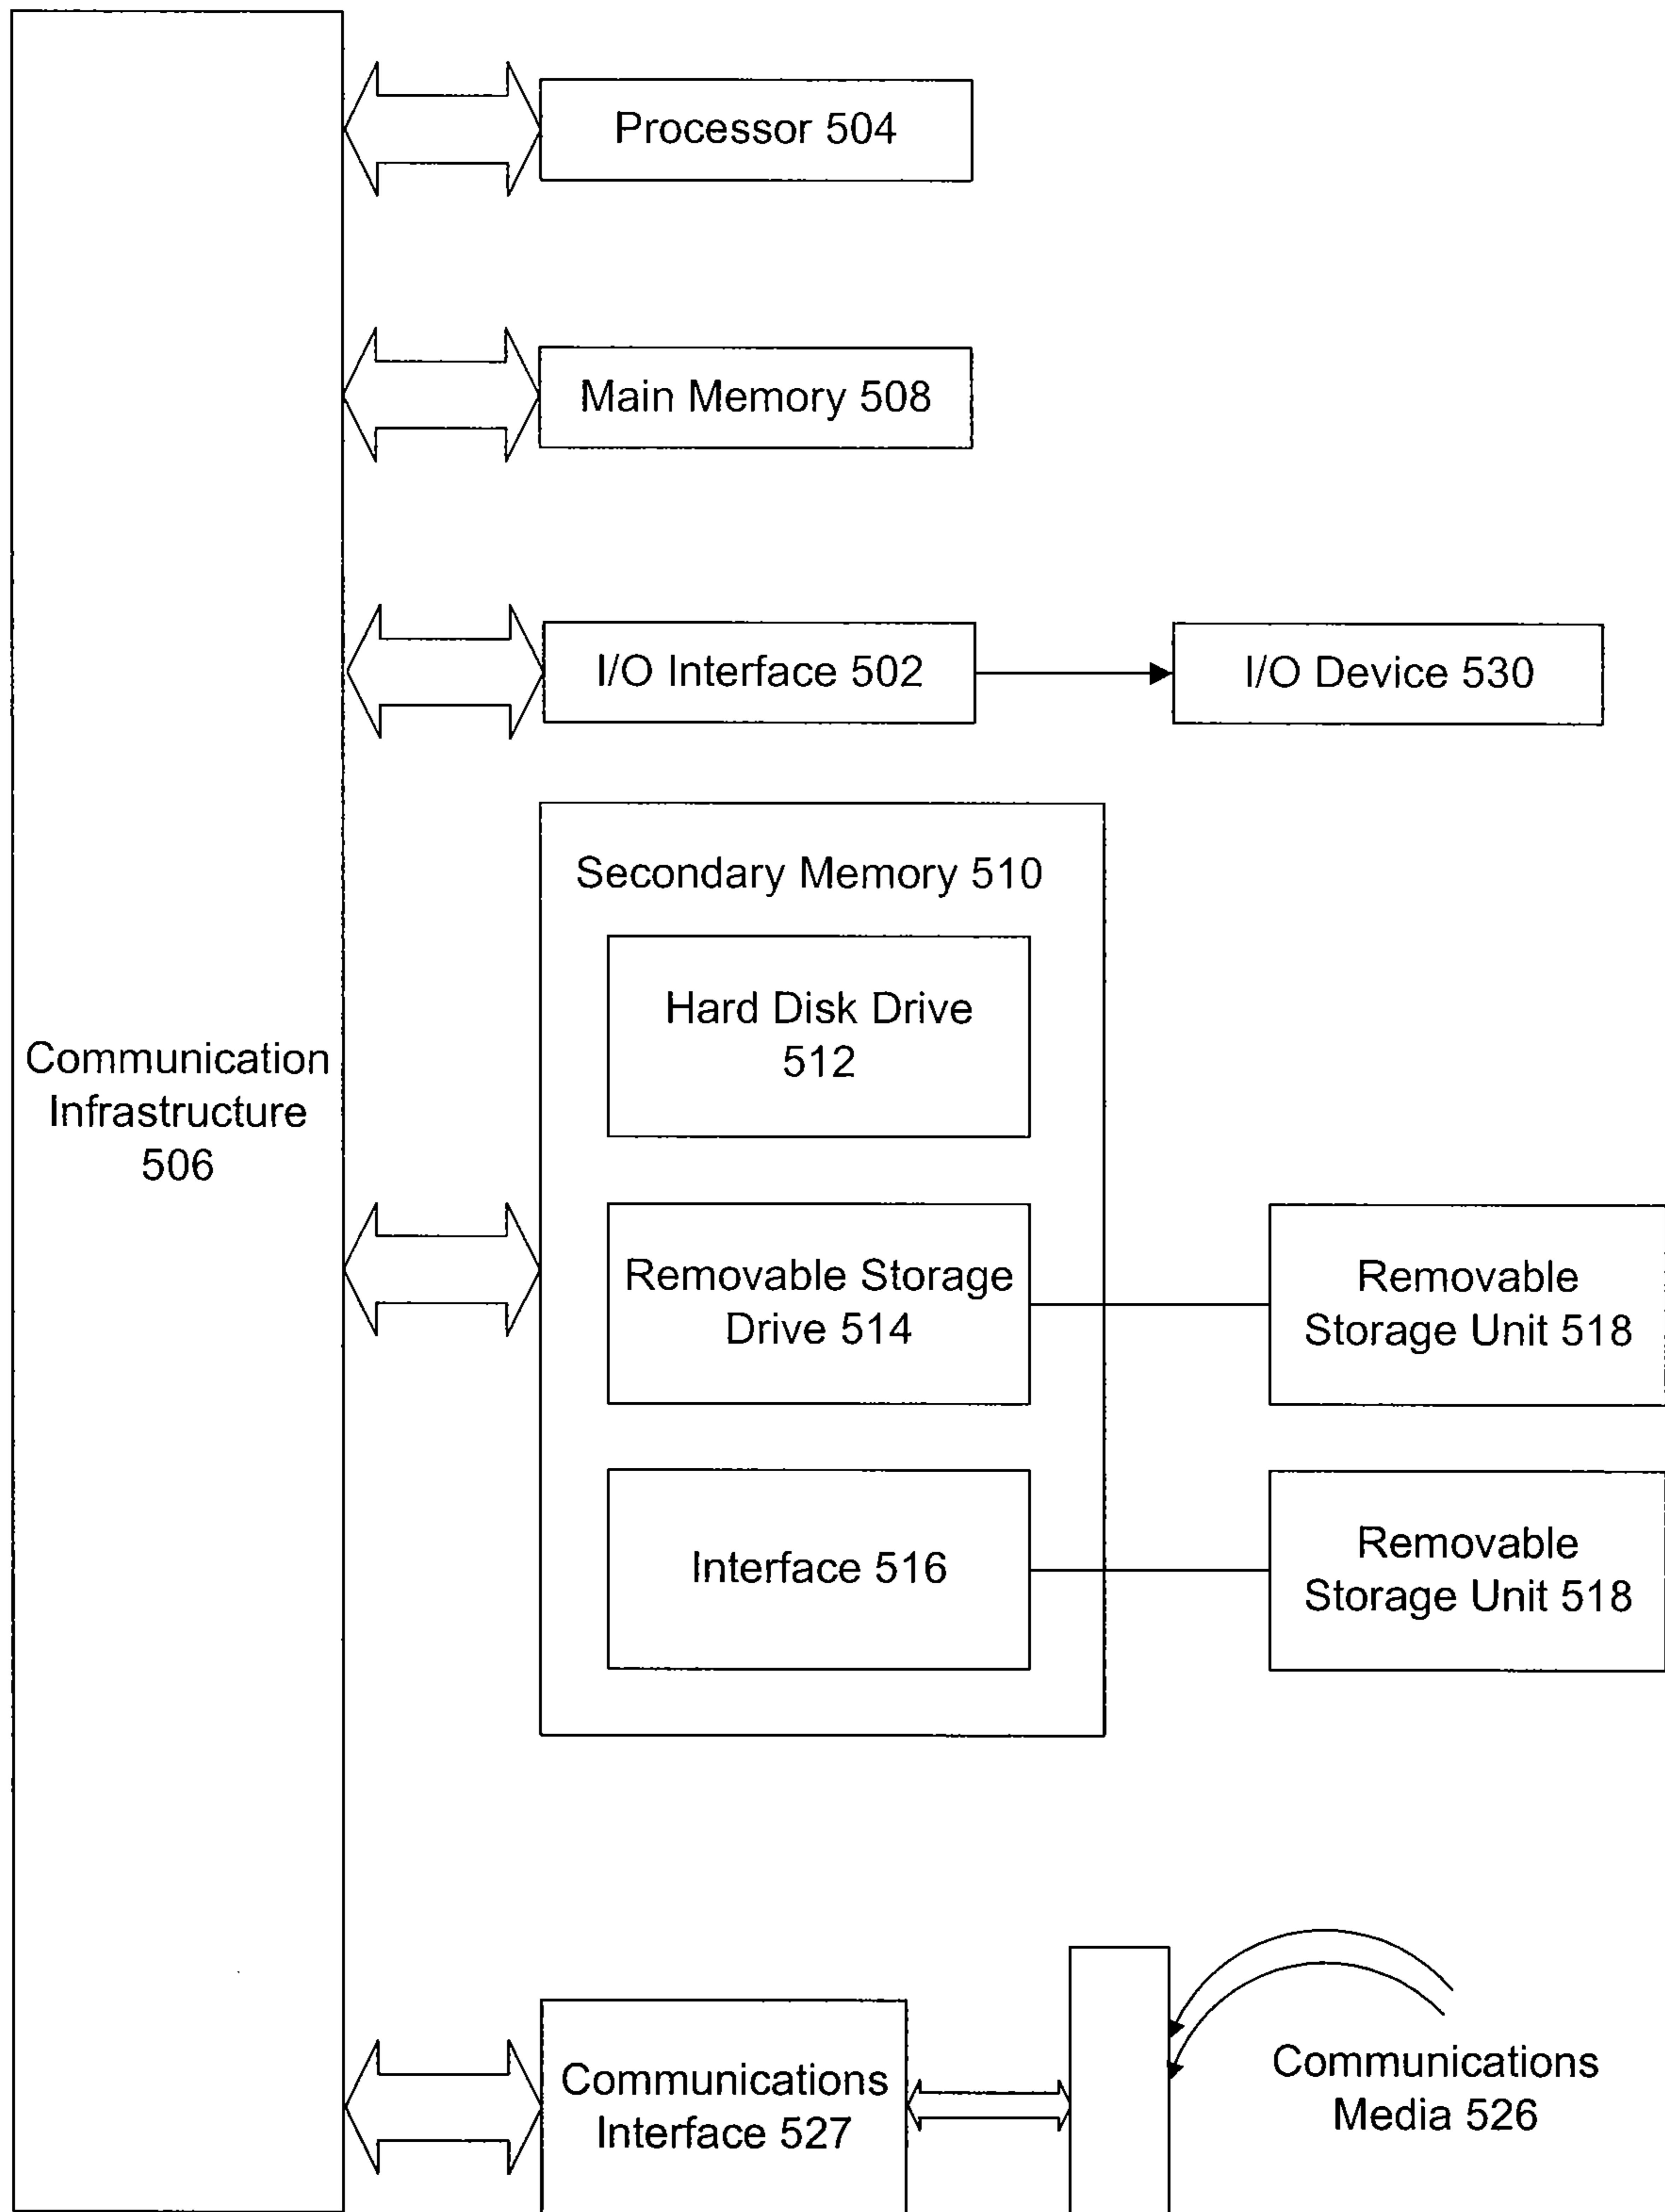 Processor 504
Main Memory 508
I/O Interface 502
I/O Device 530
Secondary Memory 510
Hard Disk Drive
512
Communication
Infrastructure
506
Removable Storage
Drive 514
Removable
Storage Unit 518
Interface 516
Removable
Storage Unit 518
Communications
Interface 527
Communications
Media 526